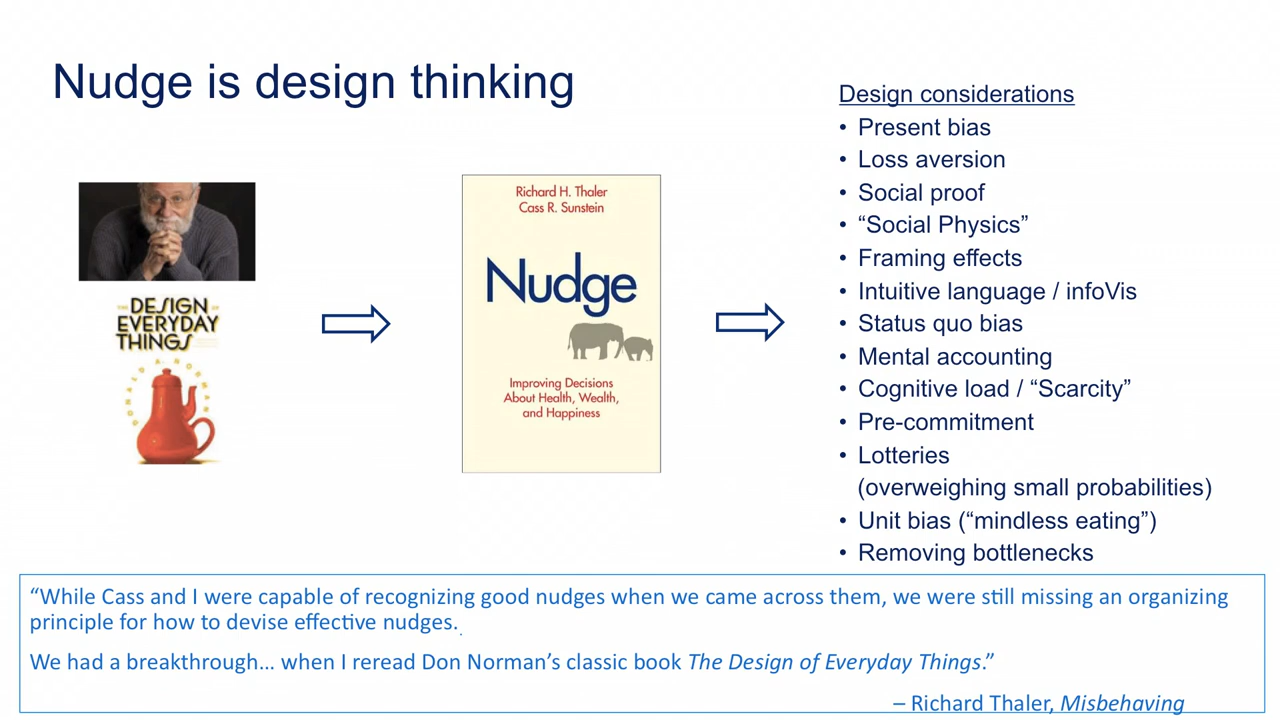 Nudge is design thinking
THE DESIGN OF
EVERYDAY
THINGS
DONALD A. NORMAN
Richard H. Thaler
Cass R. Sunstein
Nudge
Improving Decisions
About Health, Wealth,
and Happiness
Design considerations
• Present bias
• Loss aversion
• Social proof
• “Social Physics”
• Framing effects
• Intuitive language / infoVis
• Status quo bias
• Mental accounting
• Cognitive load / “Scarcity”
• Pre-commitment
• Lotteries
(overweighing small probabilities)
• Unit bias (“mindless eating”)
• Removing bottlenecks
“While Cass and I were capable of recognizing good nudges when we came across them, we were still missing an organizing
principle for how to devise effective nudges.
We had a breakthrough… when I reread Don Norman’s classic book The Design of Everyday Things.”
– Richard Thaler, Misbehaving